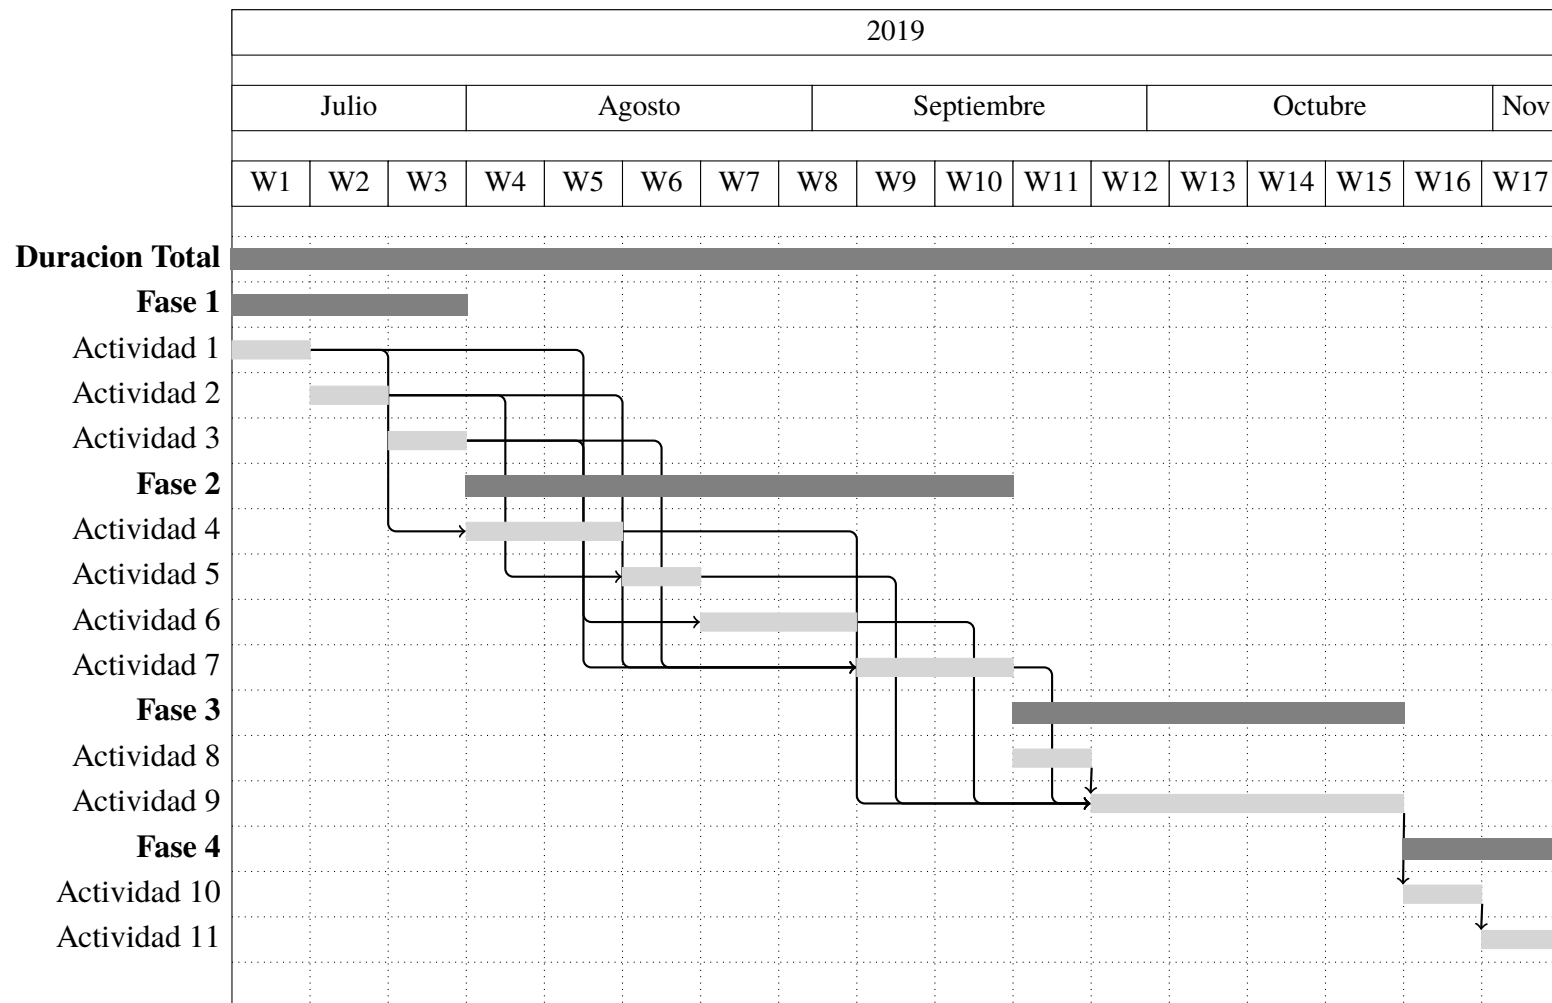 2019
Julio Agosto Septiembre Octubre Nov
W1 W2 W3 W4 W5 W6 W7 W8 W9 W10 W11 W12 W13 W14 W15 W16 W17
Duracion Total
Fase 1
Actividad 1
Actividad 2
Actividad 3
Fase 2
Actividad 4
Actividad 5
Actividad 6
Actividad 7
Fase 3
Actividad 8
Actividad 9
Fase 4
Actividad 10
Actividad 11